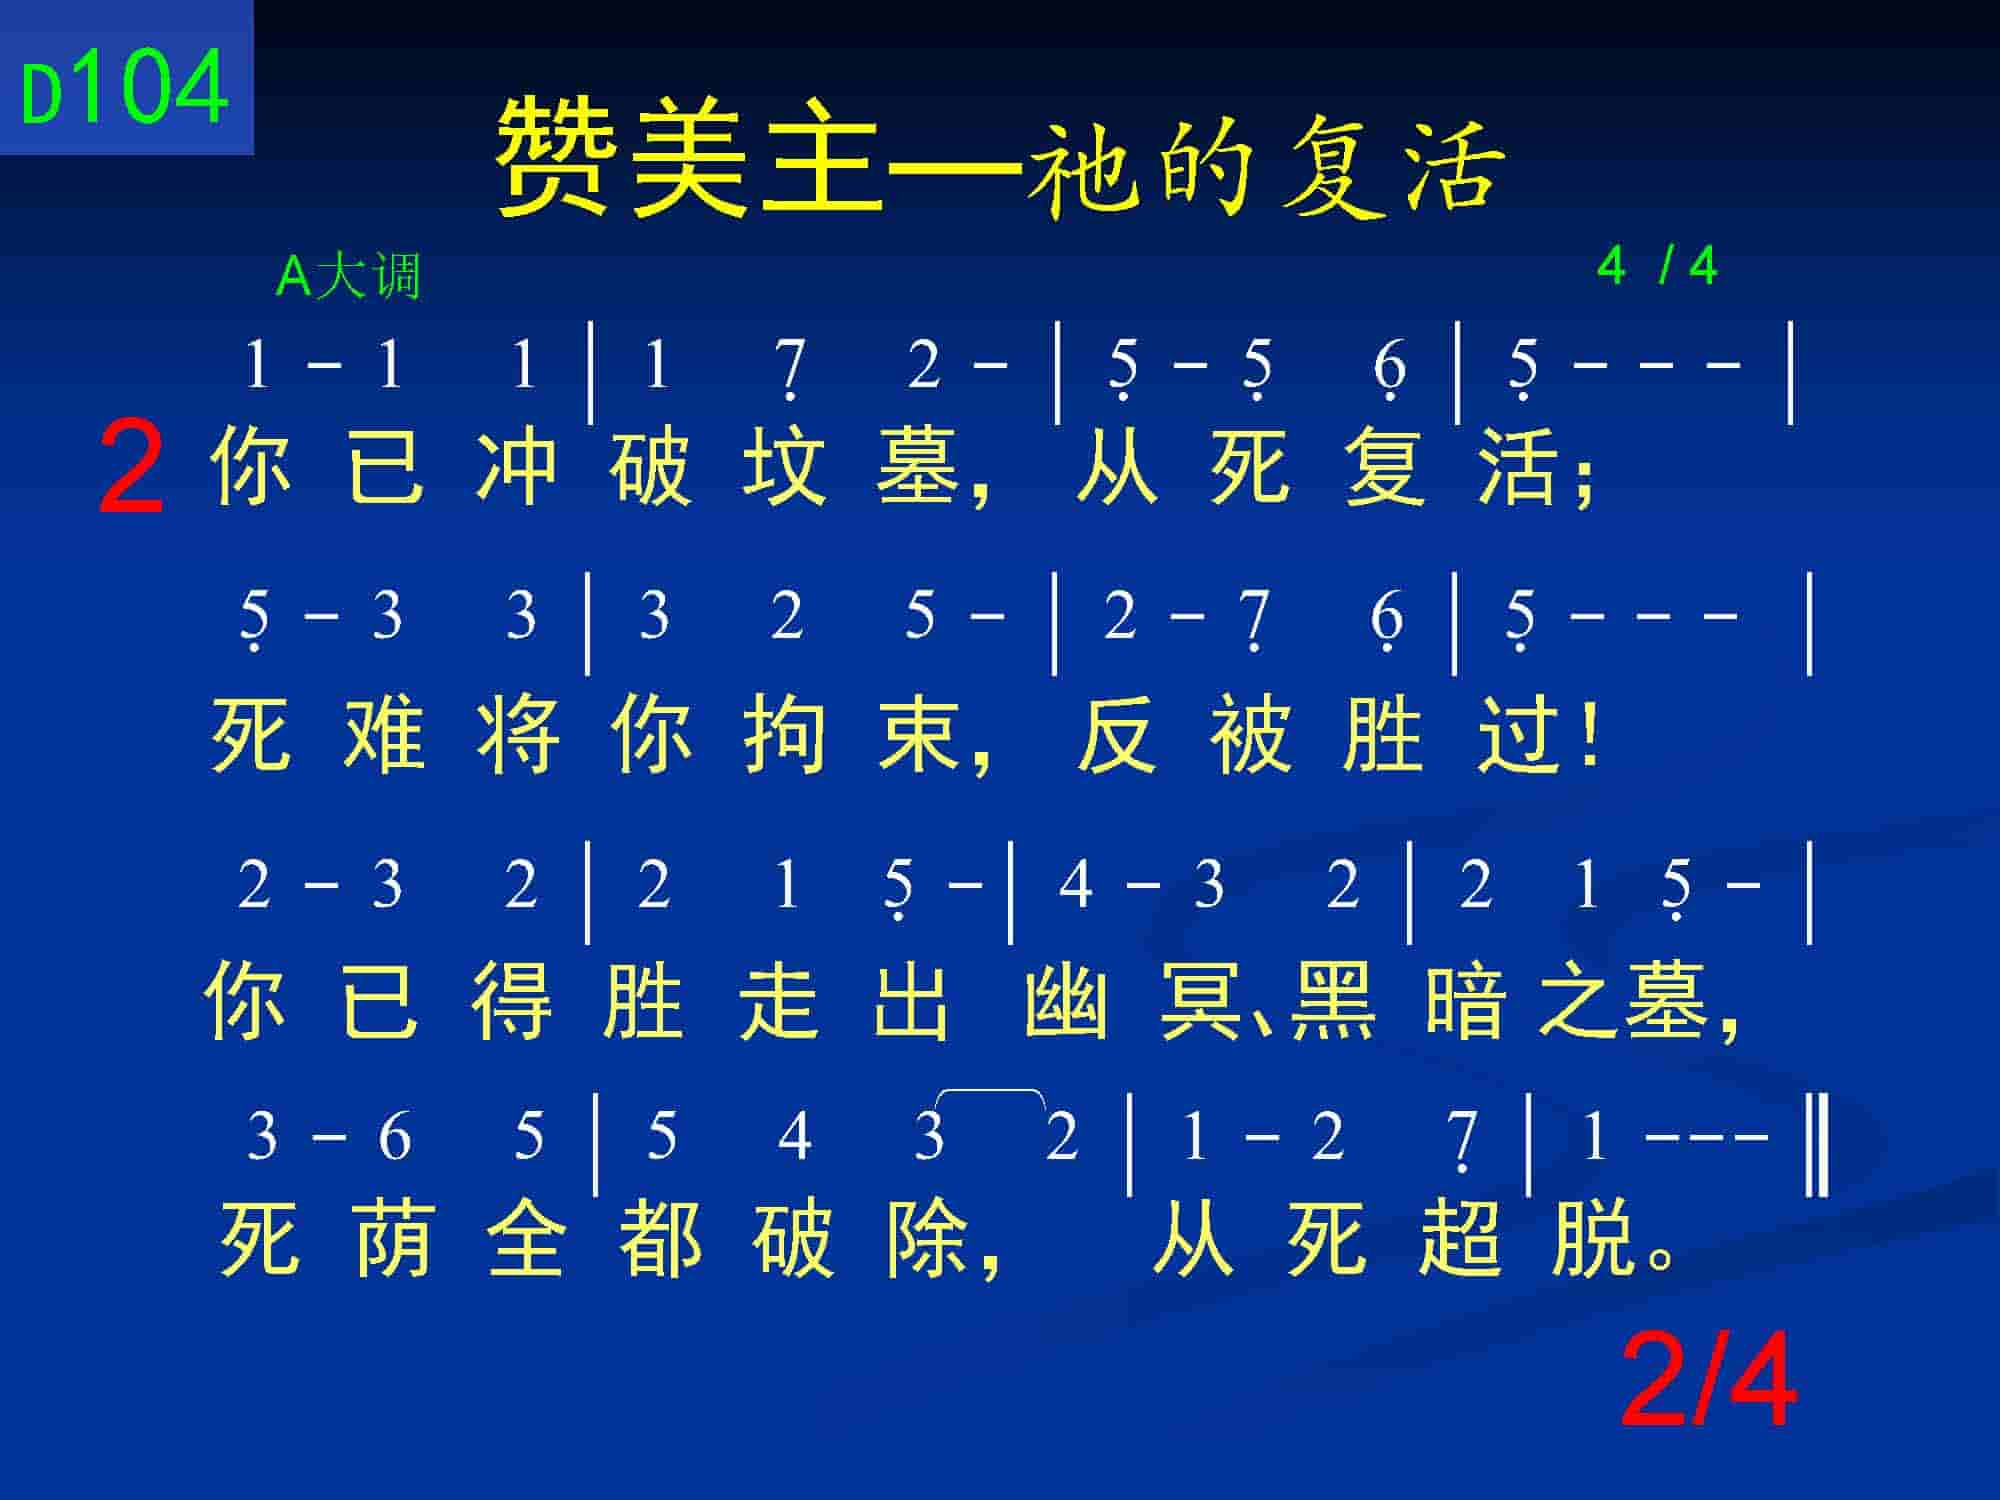 D104
赞美主—祂的复活
A大调 4 / 4
1 - 1 1 | 1 7̣ 2 - | 5̣ - 5̣ 6̣ | 5̣ - - - |
2 你已冲破坟墓，从死复活；
5̣ - 3 3 | 3 2 5 - | 2 - 7̣ 6̣ | 5̣ - - - |
死难将你拘束，反被胜过！
2 - 3 2 | 2 1 5̣ - | 4 - 3 2 | 2 1 5̣ - |
你已得胜走出幽冥、黑暗之墓，
3 - 6 5 | 5 4 3 2 | 1 - 2 7̣ | 1 - - - ‖
死荫全都破除，从死超脱。
2/4